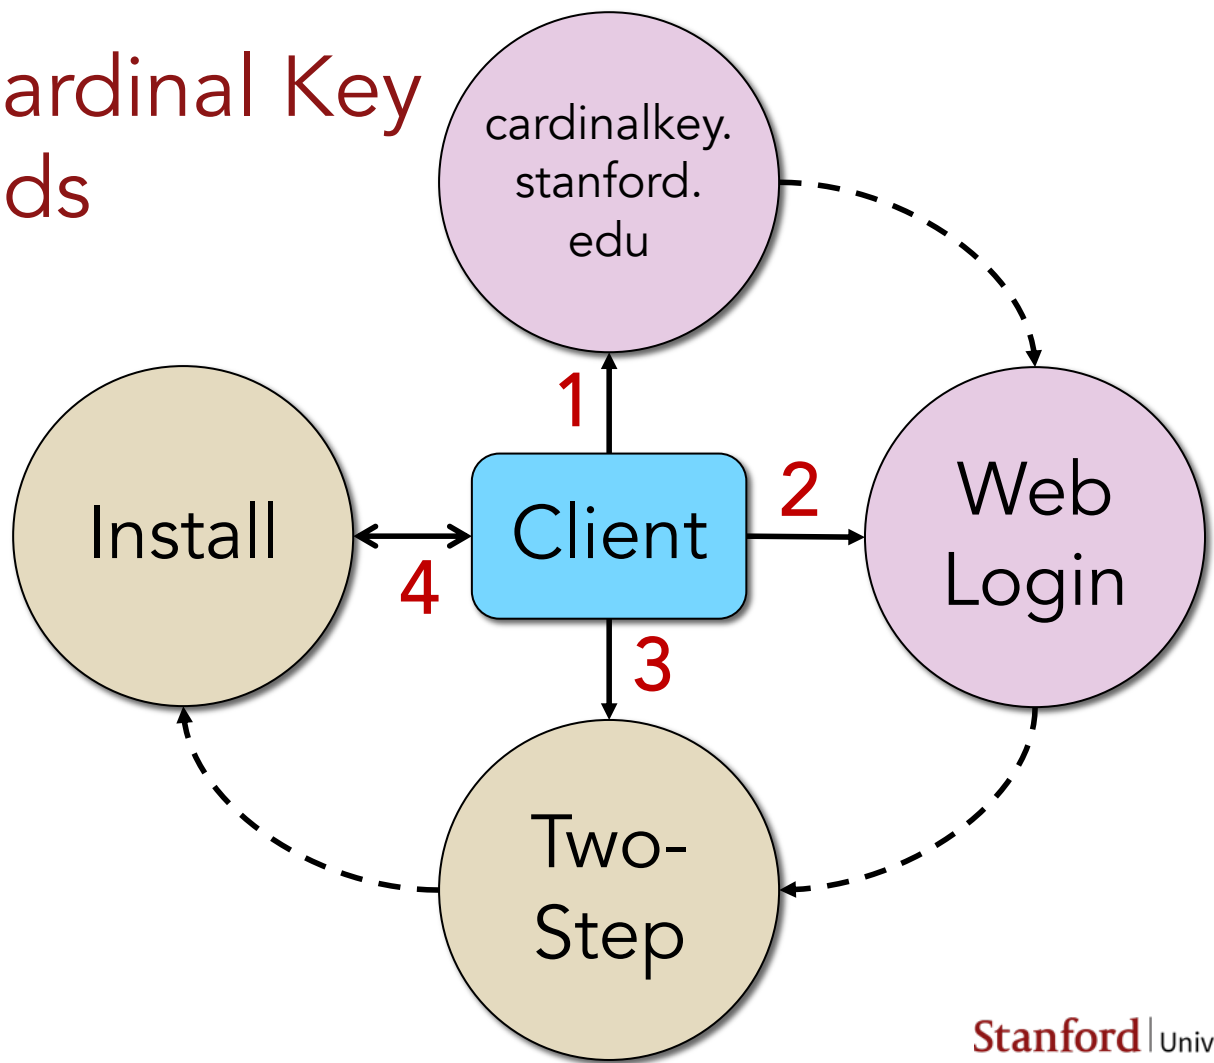 ardinal Key
ds
cardinalkey.
stanford.
edu
1
Install
4
Client
2
Web
Login
3
Two-
Step
Stanford Univ